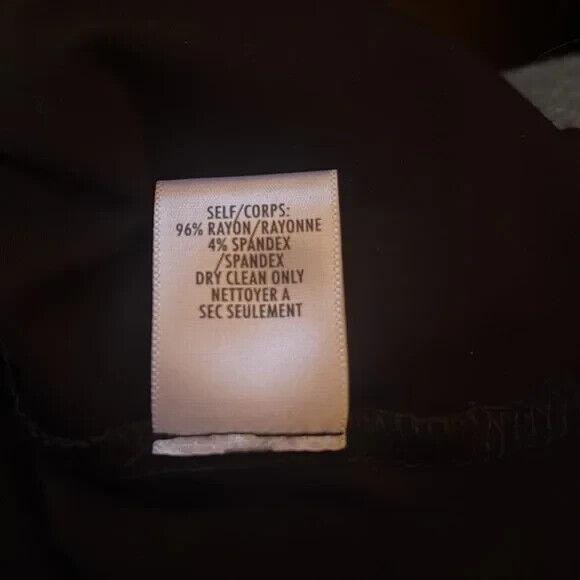 SELF/CORPS:
96% RAYON/RAYONNE
4% SPANDEX
/SPANDEX
DRY CLEAN ONLY
NETTOYER A
SEC SEULEMENT